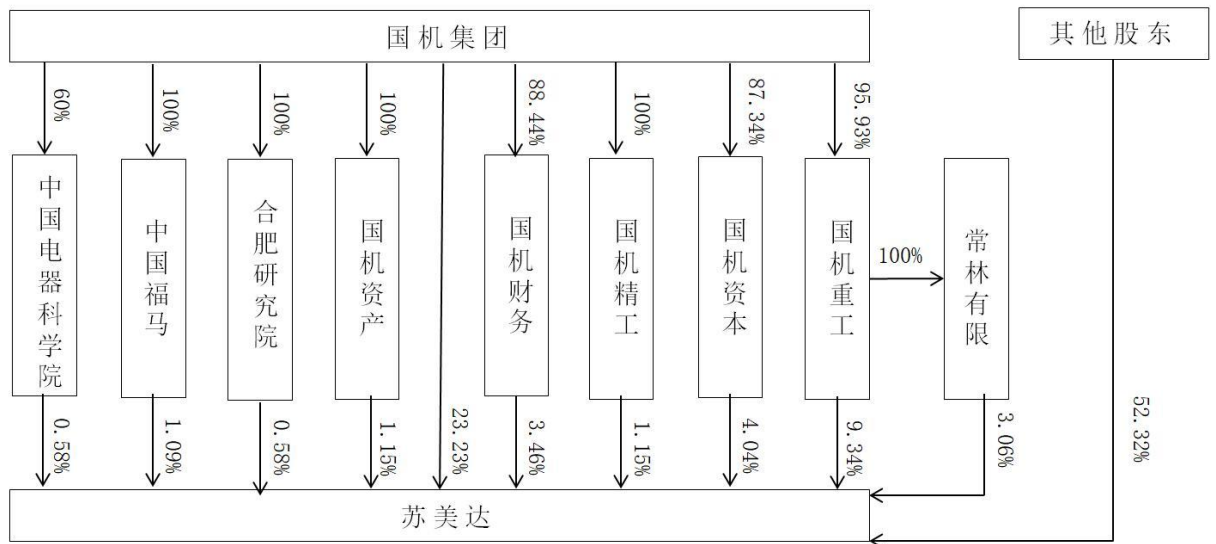 国机集团
其他股东
60%
100%
100%
100%
88.44%
100%
87.34%
95.93%
中国电器科学院
中国福马
合肥研究院
国机资产
国机财务
国机精工
国机资本
国机重工
100%
常林有限
0.58%
1.09%
0.58%
1.15%
23.23%
3.46%
1.15%
4.04%
9.34%
3.06%
52.32%
苏美达